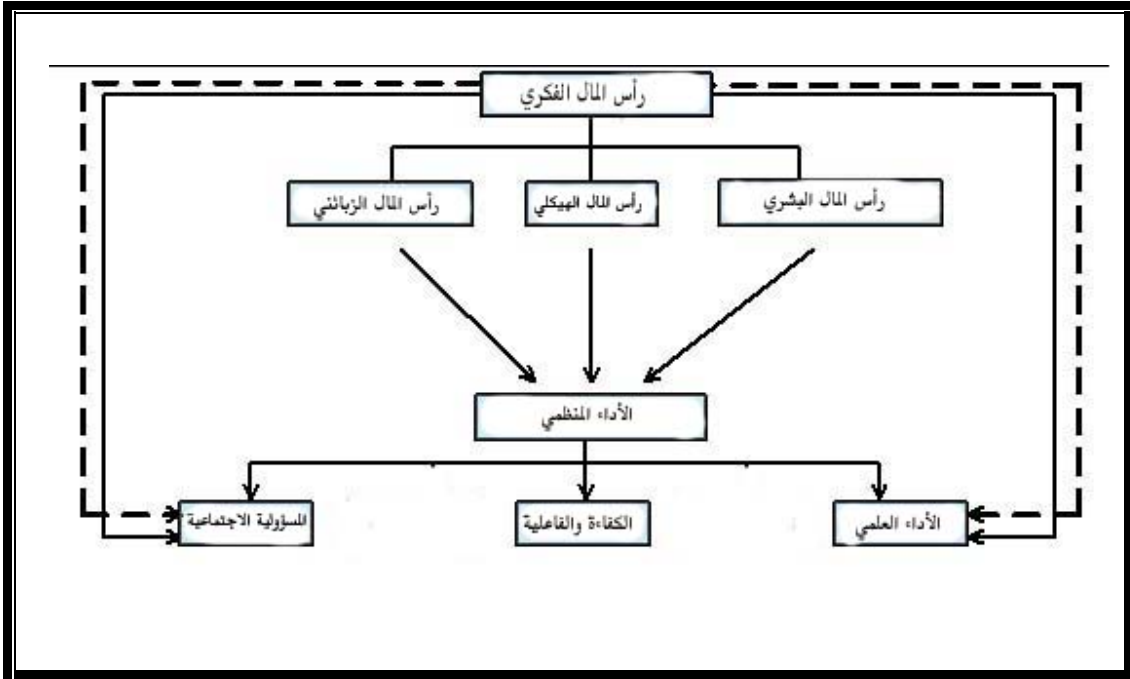 رأس المال الفكري
رأس المال البشري
رأس المال الهيكلي
رأس المال الزبائني
الأداء المنظمي
الأداء العلمي
الكفاءة والفاعلية
المسؤولية الاجتماعية